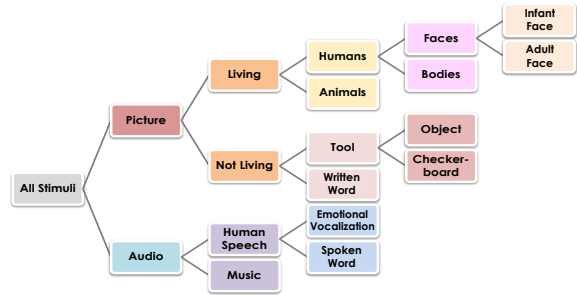 All Stimuli
Picture
Living
Humans
Faces
Infant
Face
Adult
Face
Bodies
Animals
Not Living
Tool
Object
Checker-
board
Written
Word
Audio
Human
Speech
Emotional
Vocalization
Spoken
Word
Music